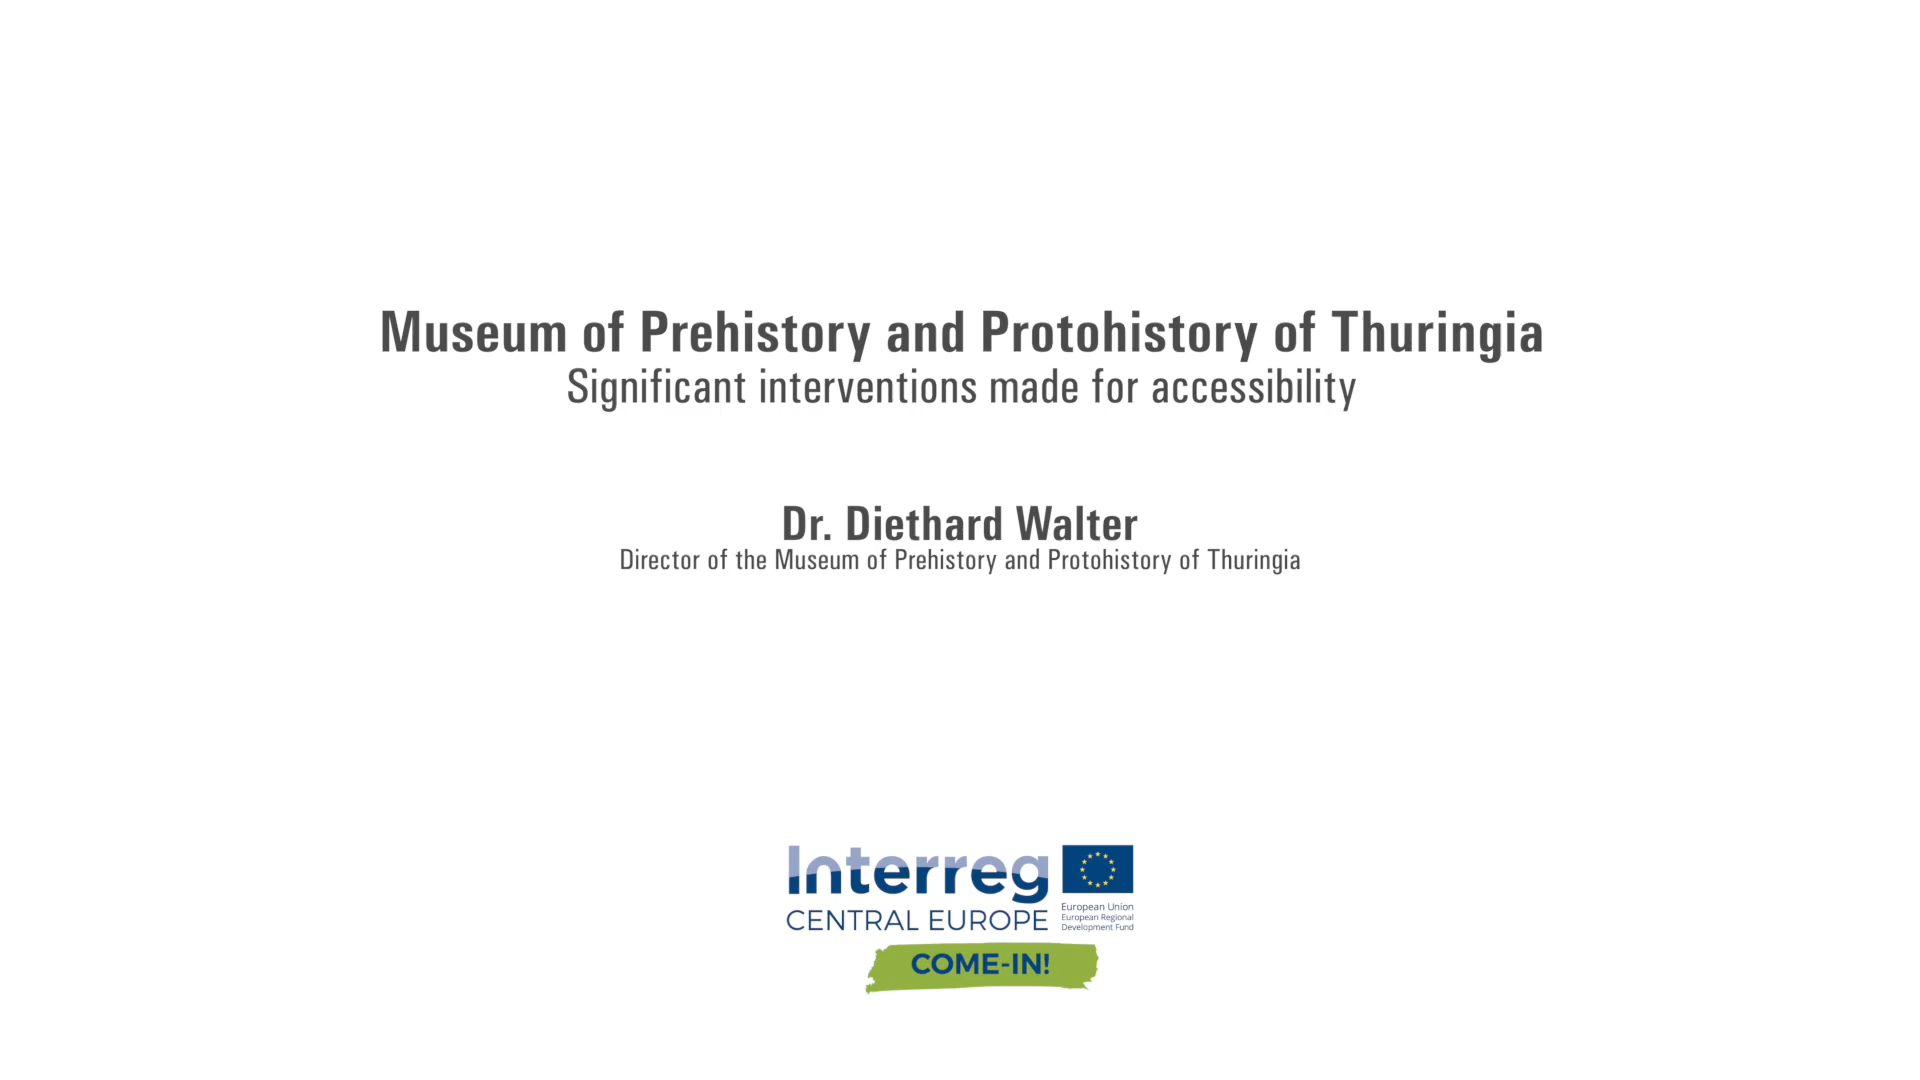 Museum of Prehistory and Protohistory of Thuringia
Significant interventions made for accessibility
Dr. Diethard Walter
Director of the Museum of Prehistory and Protohistory of Thuringia
Interreg
CENTRAL EUROPE
European Union
European Regional
Development Fund
COME-IN!